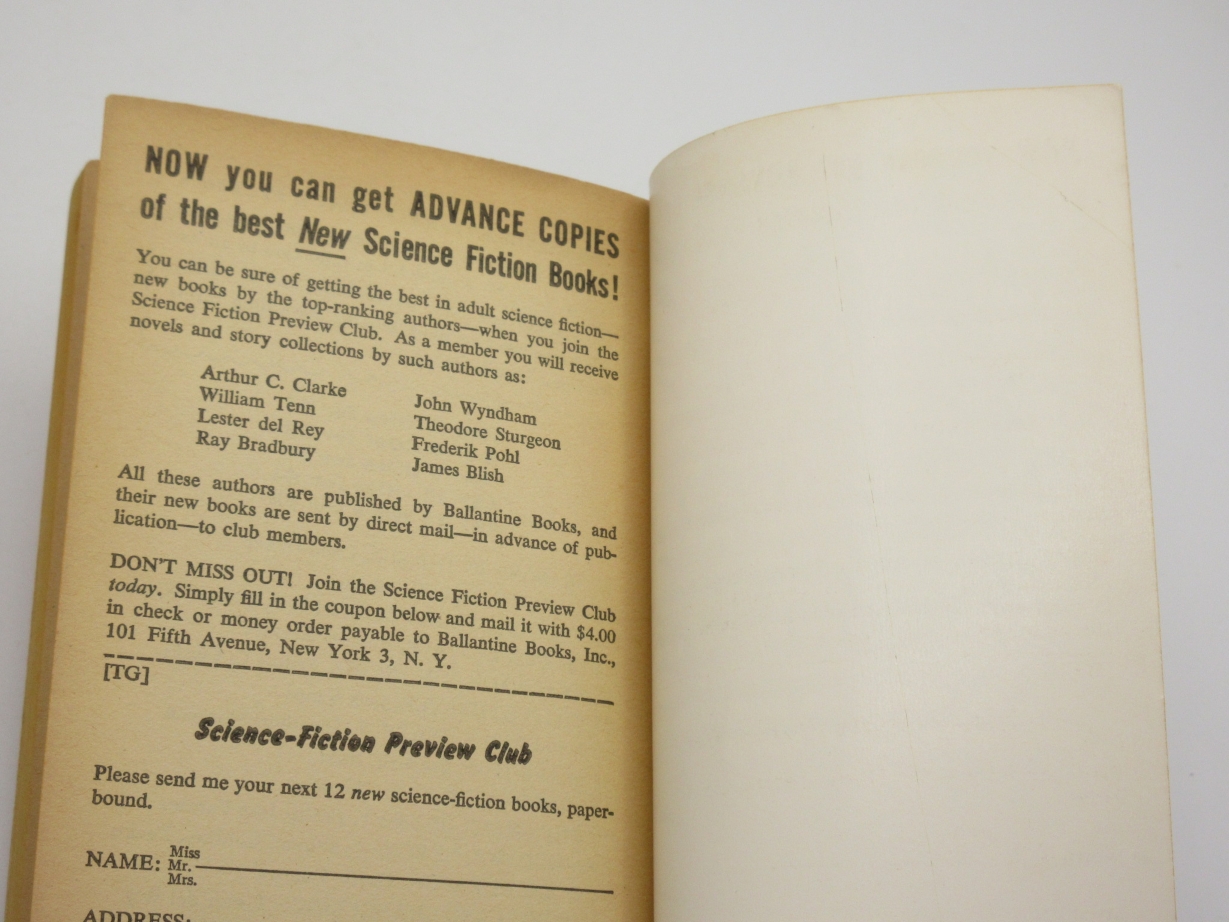 NOW you can get ADVANCE COPIES
of the best New Science Fiction Books!
You can be sure of getting the best in adult science fiction—
new books by the top-ranking authors—when you join the
Science Fiction Preview Club. As a member you will receive
novels and story collections by such authors as:
Arthur C. Clarke
William Tenn
Lester del Rey
Ray Bradbury
John Wyndham
Theodore Sturgeon
Frederik Pohl
James Blish
All these authors are published by Ballantine Books, and
their new books are sent by direct mail—in advance of pub-
lication—to club members.
DON'T MISS OUT! Join the Science Fiction Preview Club
today. Simply fill in the coupon below and mail it with $4.00
in check or money order payable to Ballantine Books, Inc.,
101 Fifth Avenue, New York 3, N. Y.
[TG]
Science-Fiction Preview Club
Please send me your next 12 new science-fiction books, paper-
bound.
NAME: Miss
Mr.
Mrs.
ADDRESS: